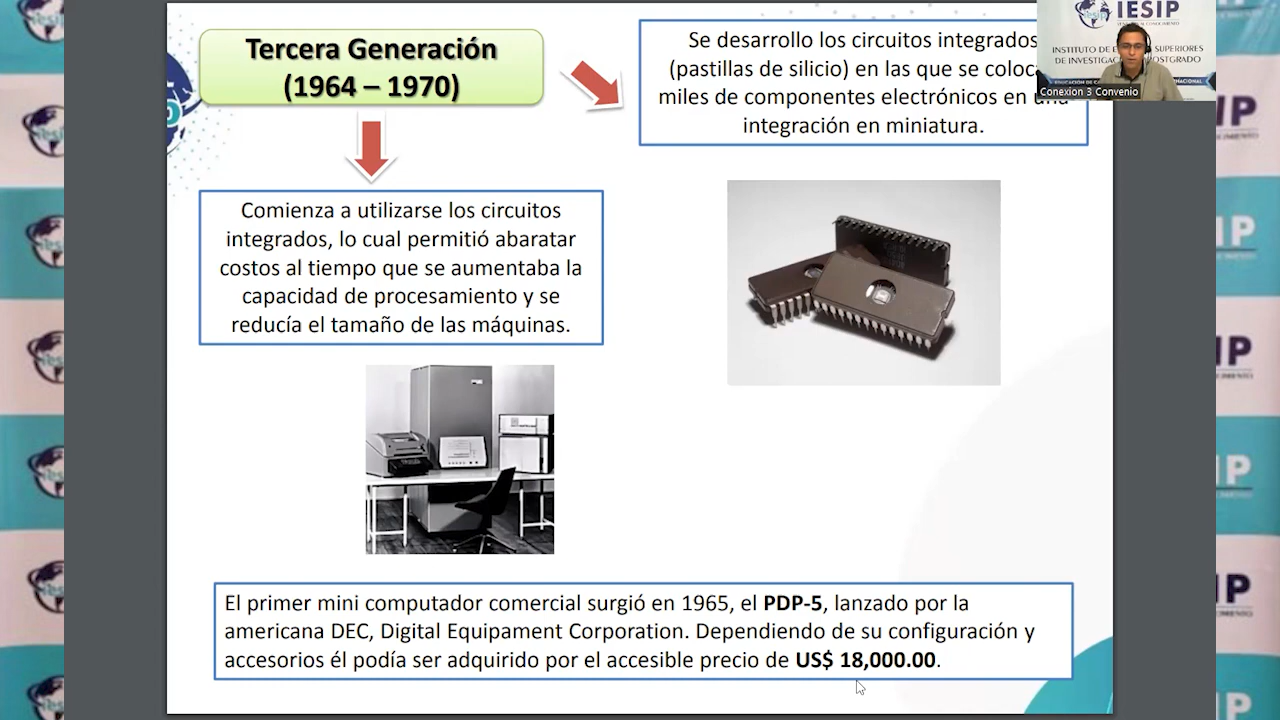 Tercera Generación
(1964 – 1970)
Se desarrollo los circuitos integrados
(pastillas de silicio) en las que se coloca
miles de componentes electrónicos en una
integración en miniatura.
IESIP
INSTITUTO DE SUPERIORES
DE INVESTIGACIÓN POSTGRADO
Conexion 3 Convenio
Comienza a utilizarse los circuitos
integrados, lo cual permitió abaratar
costos al tiempo que se aumentaba la
capacidad de procesamiento y se
reducía el tamaño de las máquinas.
El primer mini computador comercial surgió en 1965, el PDP-5, lanzado por la
americana DEC, Digital Equipament Corporation. Dependiendo de su configuración y
accesorios él podía ser adquirido por el accesible precio de US$ 18,000.00.